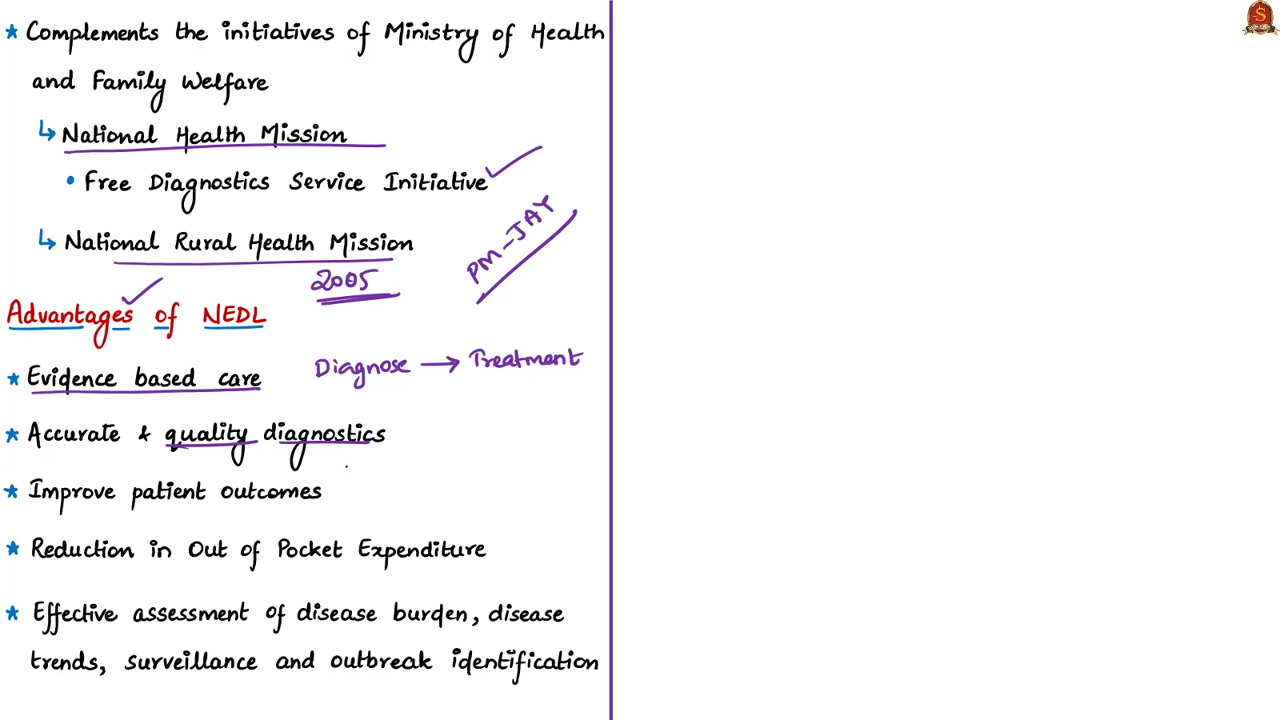 * Complements the initiatives of Ministry of Health
and Family Welfare
↳ National Health Mission
• Free Diagnostics Service Initiative
↳ National Rural Health Mission
2005
PM-JAY
Advantages of NEDL
* Evidence based care
Diagnose → Treatment
* Accurate & quality diagnostics
* Improve patient outcomes
* Reduction in Out of Pocket Expenditure
* Effective assessment of disease burden, disease
trends, surveillance and outbreak identification